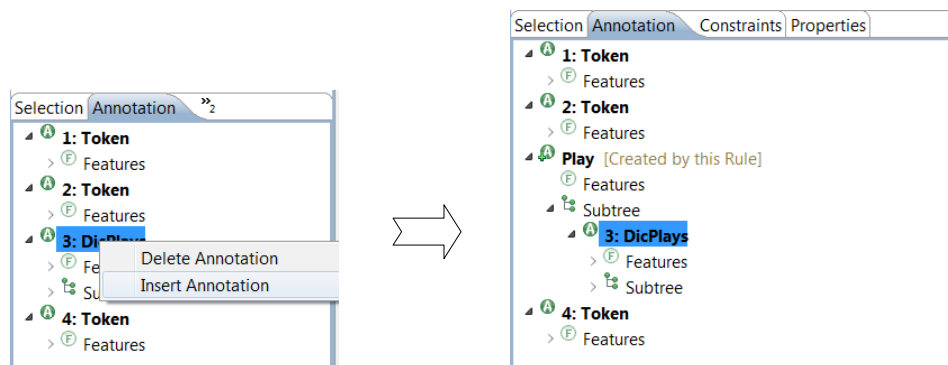 Selection Annotation »2
1: Token
Features
2: Token
Features
3: DicPlays
Delete Annotation
Insert Annotation
4: Token
Features
Selection Annotation Constraints Properties
1: Token
Features
2: Token
Features
Play [Created by this Rule]
Features
Subtree
3: DicPlays
Features
Subtree
4: Token
Features